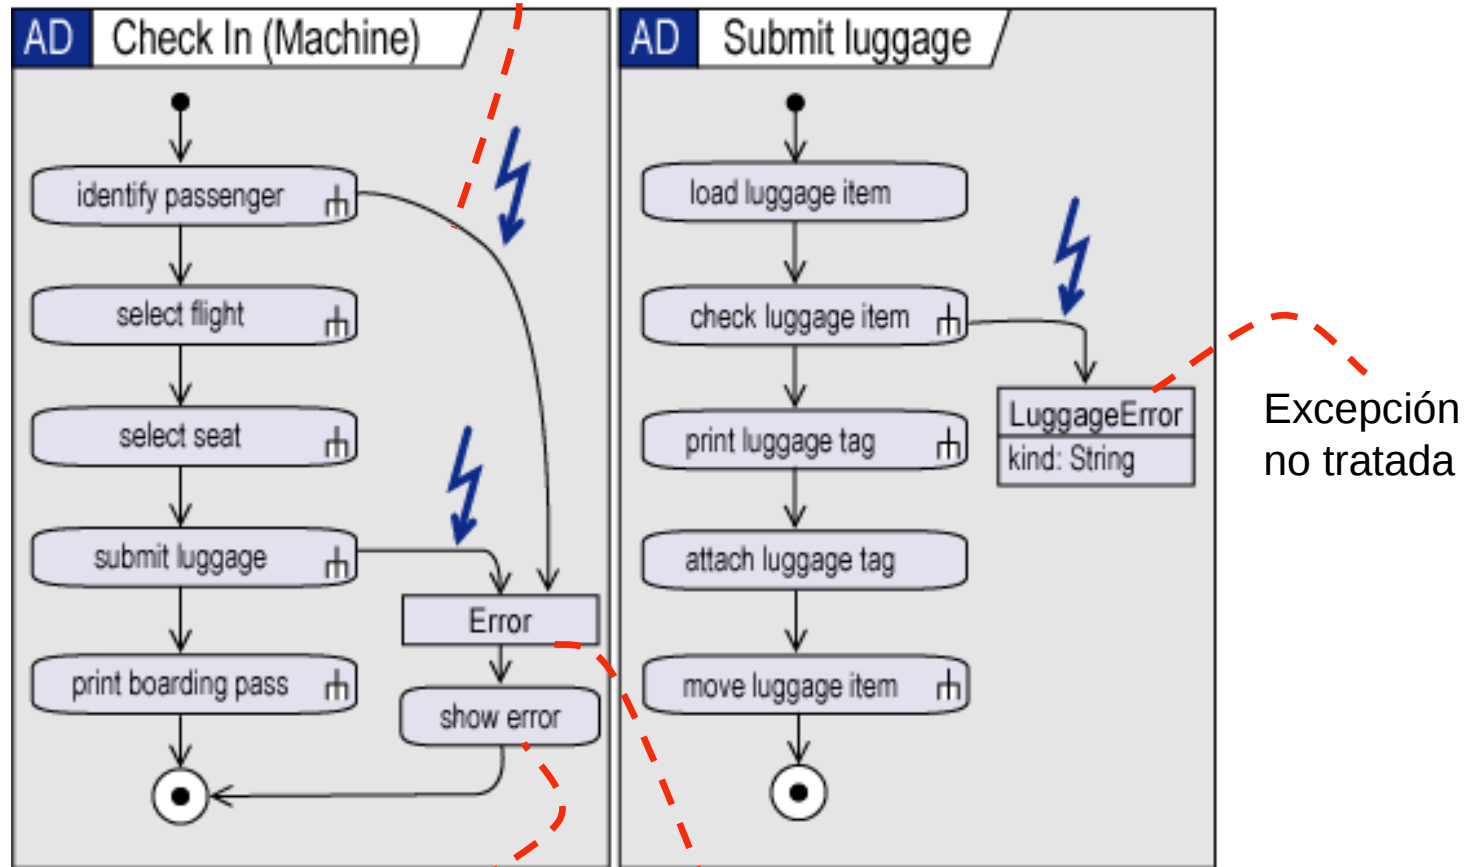 AD Check In (Machine)
identify passenger
select flight
select seat
submit luggage
Error
print boarding pass
show error
AD Submit luggage
load luggage item
check luggage item
LuggageError
kind: String
print luggage tag
attach luggage tag
move luggage item
Excepción
no tratada